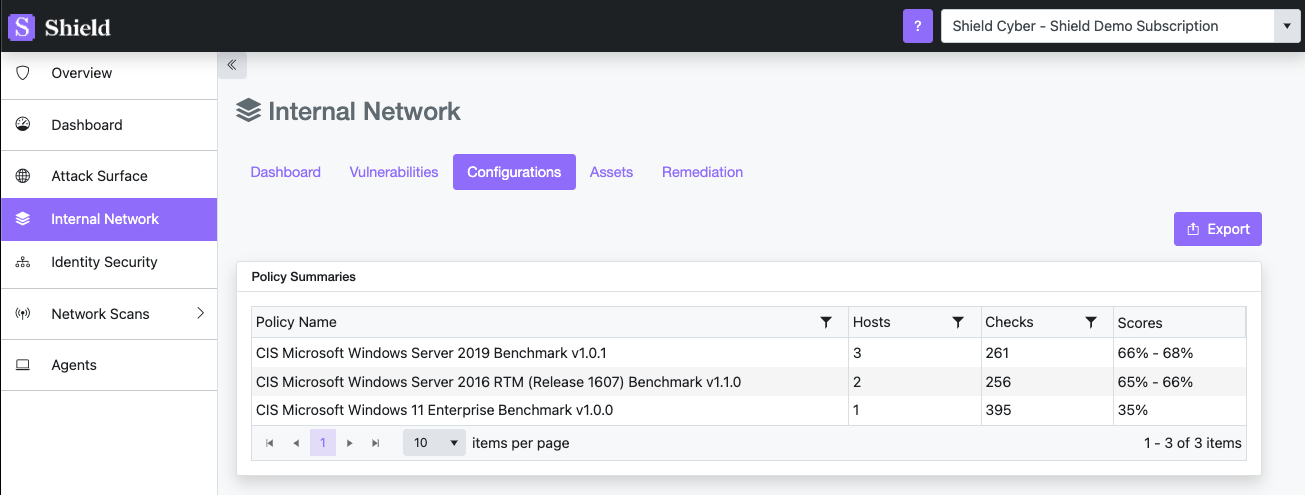 S Shield
? Shield Cyber - Shield Demo Subscription
Overview
Dashboard
Attack Surface
Internal Network
Identity Security
Network Scans
Agents
Internal Network
Dashboard Vulnerabilities Configurations Assets Remediation
Export
Policy Summaries
Policy Name Hosts Checks Scores
CIS Microsoft Windows Server 2019 Benchmark v1.0.1 3 261 66% - 68%
CIS Microsoft Windows Server 2016 RTM (Release 1607) Benchmark v1.1.0 2 256 65% - 66%
CIS Microsoft Windows 11 Enterprise Benchmark v1.0.0 1 395 35%
1 10 items per page 1 - 3 of 3 items